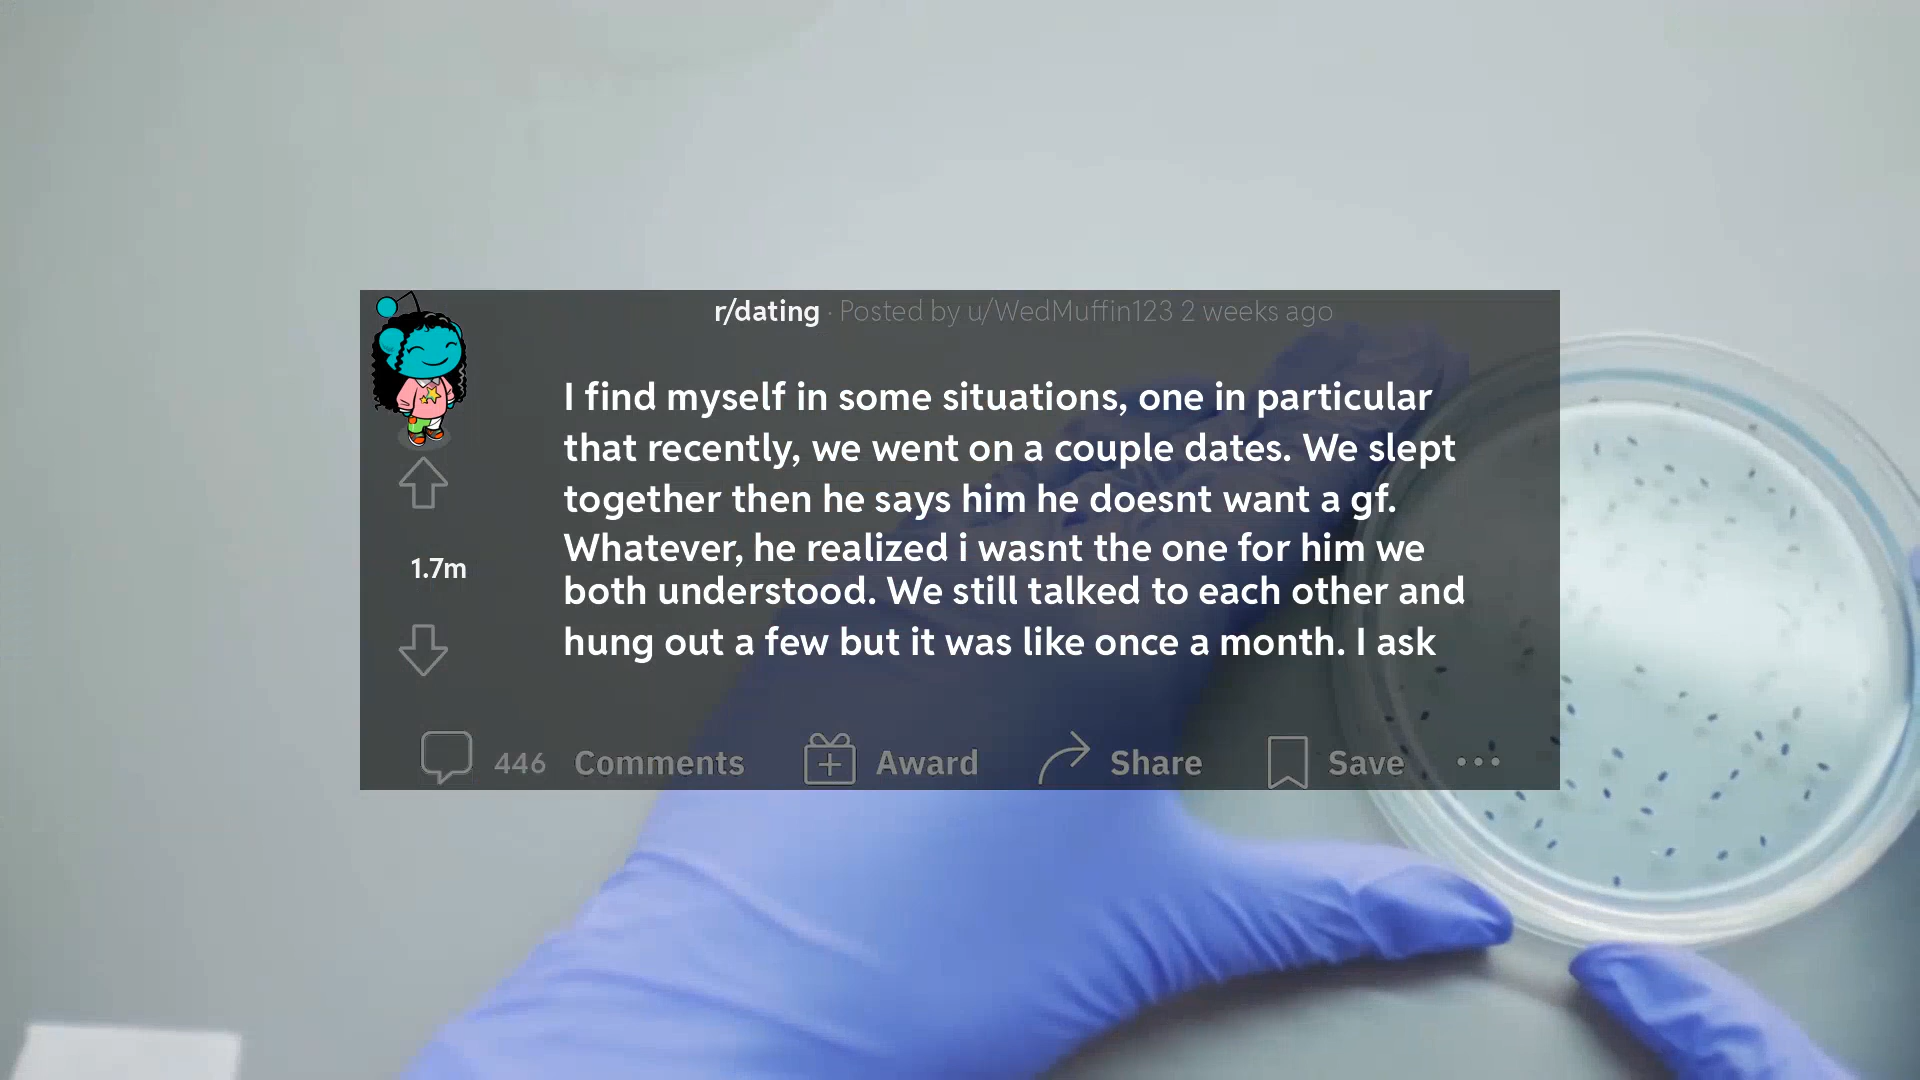 r/dating · Posted by u/WedMuffin123 2 weeks ago
I find myself in some situations, one in particular
that recently, we went on a couple dates. We slept
together then he says him he doesnt want a gf.
Whatever, he realized i wasnt the one for him we
both understood. We still talked to each other and
hung out a few but it was like once a month. I ask
1.7m
446 Comments Award Share Save